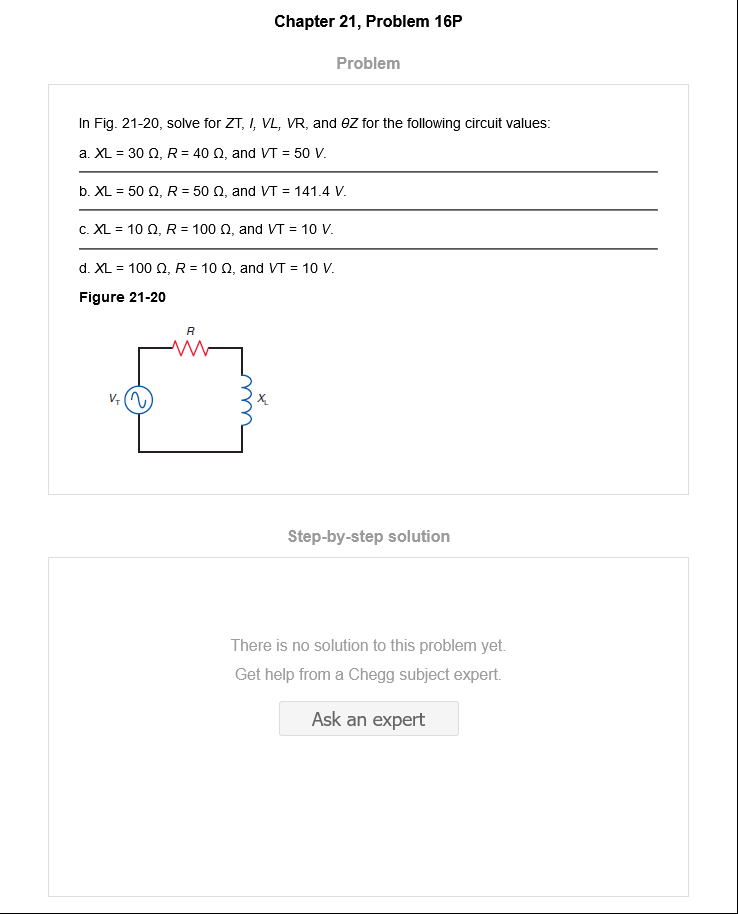 Chapter 21, Problem 16P
Problem
In Fig. 21-20, solve for ZT, I, VL, VR, and θZ for the following circuit values:
a. XL = 30 Ω, R = 40 Ω, and VT = 50 V.
b. XL = 50 Ω, R = 50 Ω, and VT = 141.4 V.
c. XL = 10 Ω, R = 100 Ω, and VT = 10 V.
d. XL = 100 Ω, R = 10 Ω, and VT = 10 V.
Figure 21-20
R
VT
XL
Step-by-step solution
There is no solution to this problem yet.
Get help from a Chegg subject expert.
Ask an expert